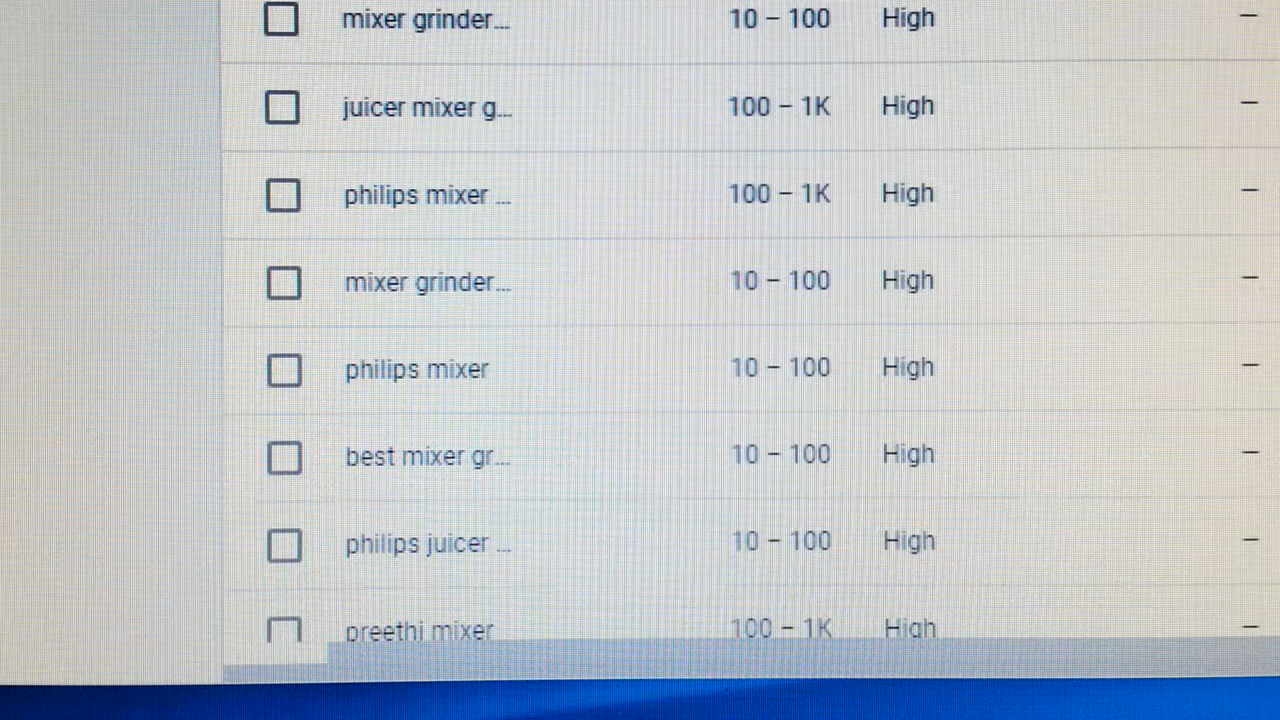 mixer grinder... 10 – 100 High –
juicer mixer g... 100 – 1K High –
philips mixer ... 100 – 1K High –
mixer grinder... 10 – 100 High –
philips mixer 10 – 100 High –
best mixer gr... 10 – 100 High –
philips juicer ... 10 – 100 High –
preethi mixer 100 – 1K High –